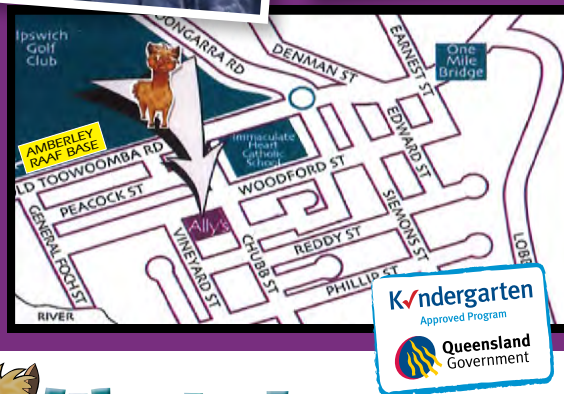 Ipswich
Golf
Club
ONGARRA RD
DENMAN ST
EARNEST ST
One
Mile
Bridge
AMBERLEY
RAAF BASE
LD TOOWOOMBA RD
Immaculate
Heart
Catholic
School
EDWARD ST
WOODFORD ST
PEACOCK ST
GENERAL FOCH ST
Ally's
VINEYARD ST
CHUBB ST
REDDY ST
SIEMONS ST
PHILLIP ST
LOBB
RIVER
Kindergarten
Approved Program
Queensland
Government